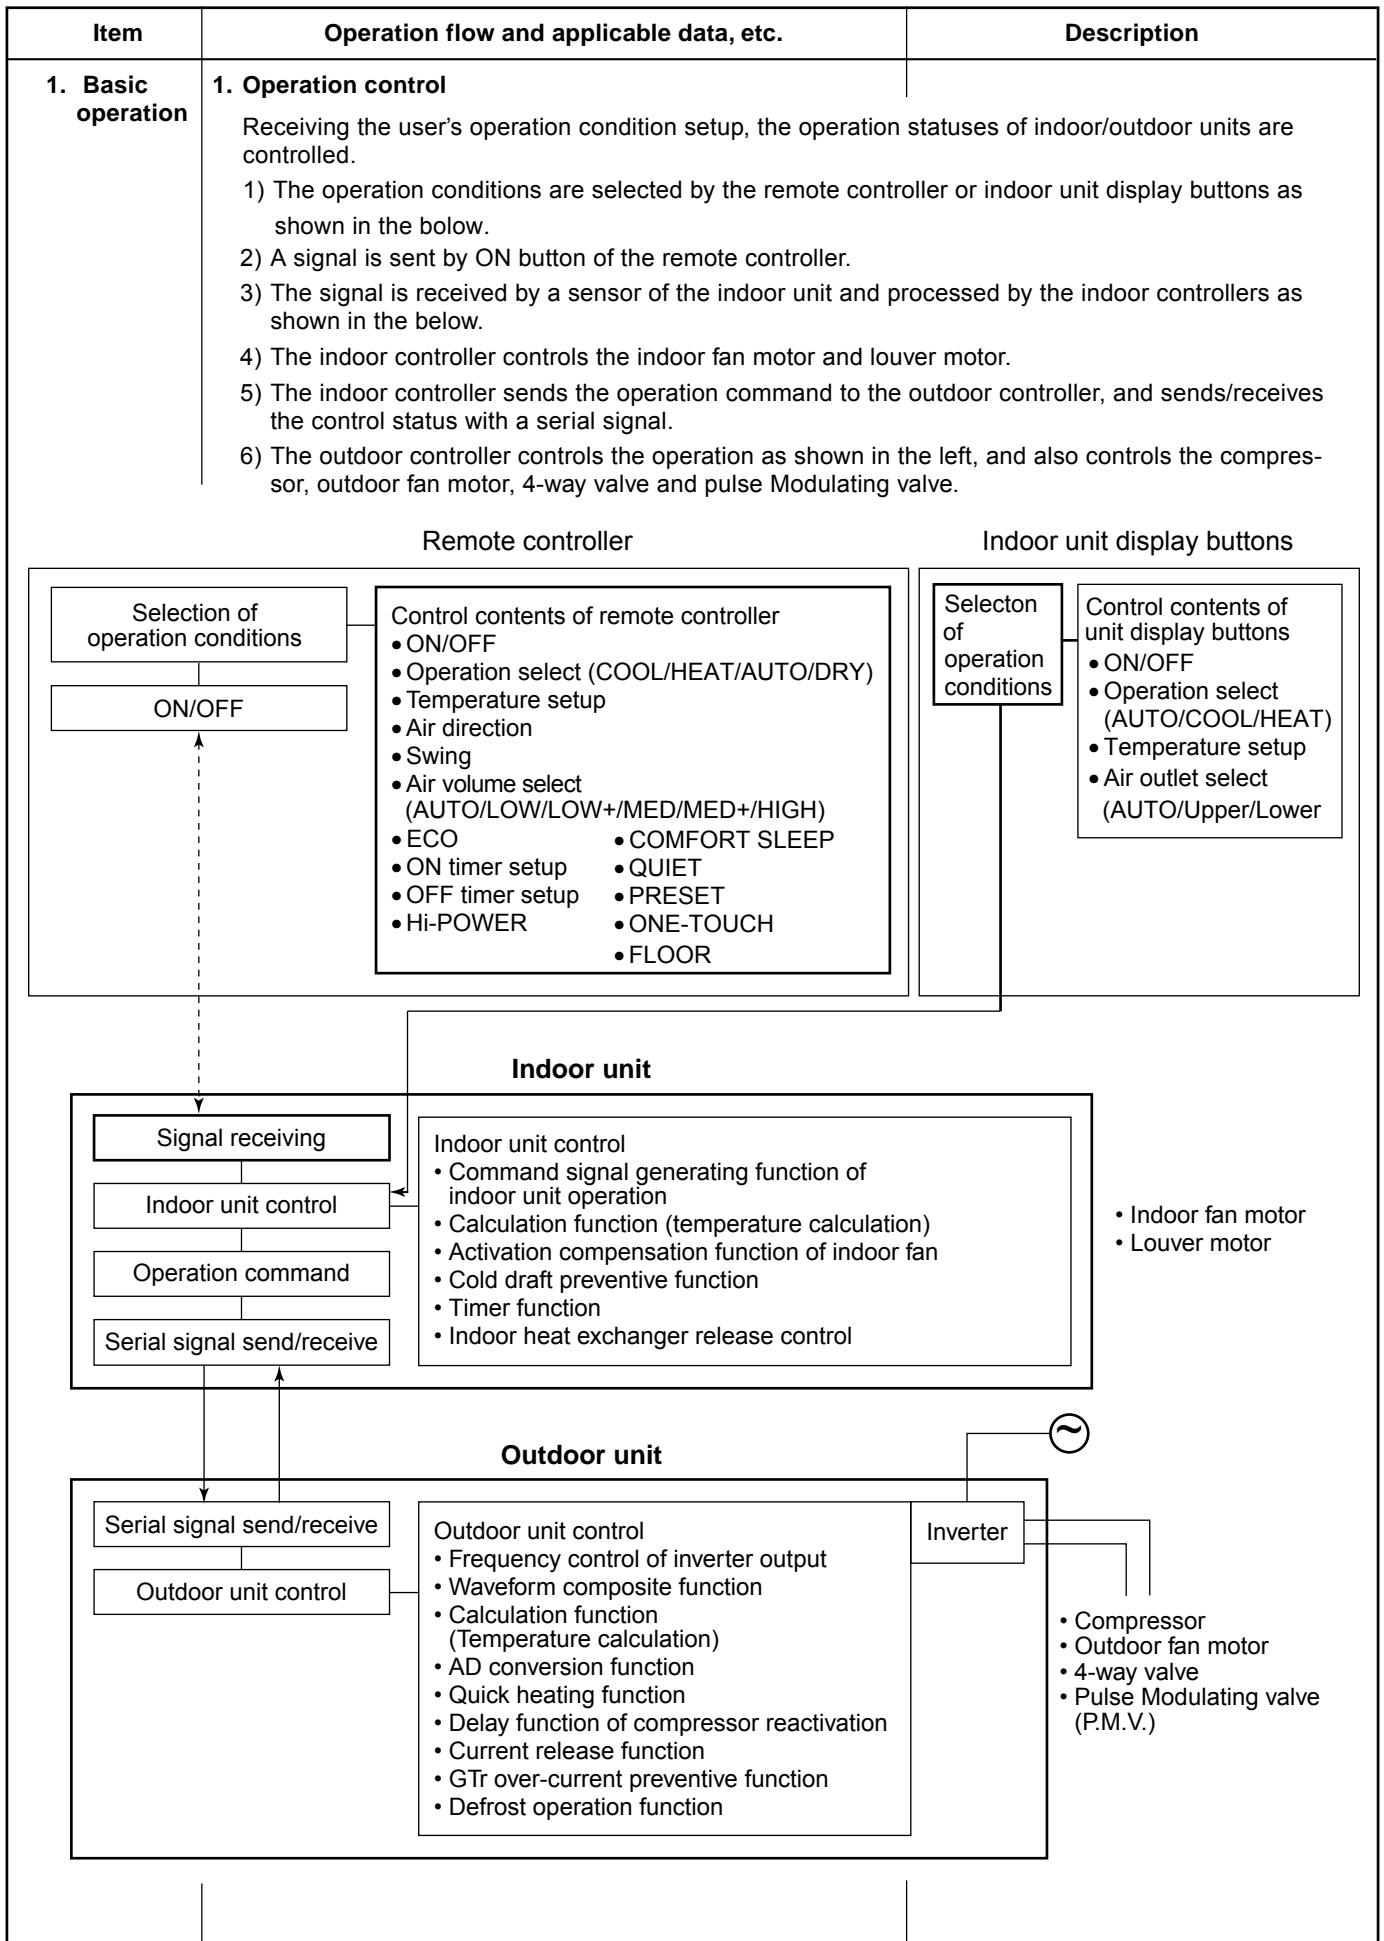 Item
Operation flow and applicable data, etc.
Description
1. Basic
operation
1. Operation control
Receiving the user's operation condition setup, the operation statuses of indoor/outdoor units are
controlled.
1) The operation conditions are selected by the remote controller or indoor unit display buttons as
shown in the bolow.
2) A signal is sent by ON button of the remote controller.
3) The signal is received by a sensor of the indoor unit and processed by the indoor controllers as
shown in the below.
4) The indoor controller controls the indoor fan motor and louver motor.
5) The indoor controller sends the operation command to the outdoor controller, and sends/receives
the control status with a serial signal.
6) The outdoor controller controls the operation as shown in the left, and also controls the compres-
sor, outdoor fan motor, 4-way valve and pulse Modulating valve.
Remote controller
Selection of
operation conditions
ON/OFF
Control contents of remote controller
• ON/OFF
• Operation select (COOL/HEAT/AUTO/DRY)
• Temperature setup
• Air direction
• Swing
• Air volume select
(AUTO/LOW/LOW+/MED/MED+/HIGH)
• ECO
• ON timer setup
• OFF timer setup
• Hi-POWER
• COMFORT SLEEP
• QUIET
• PRESET
• ONE-TOUCH
• FLOOR
Indoor unit display buttons
Selecton
of
operation
conditions
Control contents of
unit display buttons
• ON/OFF
• Operation select
(AUTO/COOL/HEAT)
• Temperature setup
• Air outlet select
(AUTO/Upper/Lower
Indoor unit
Signal receiving
Indoor unit control
Operation command
Serial signal send/receive
Indoor unit control
• Command signal generating function of
indoor unit operation
• Calculation function (temperature calculation)
• Activation compensation function of indoor fan
• Cold draft preventive function
• Timer function
• Indoor heat exchanger release control
• Indoor fan motor
• Louver motor
Outdoor unit
~
Serial signal send/receive
Outdoor unit control
Outdoor unit control
• Frequency control of inverter output
• Waveform composite function
• Calculation function
(Temperature calculation)
• AD conversion function
• Quick heating function
• Delay function of compressor reactivation
• Current release function
• GTr over-current preventive function
• Defrost operation function
Inverter
• Compressor
• Outdoor fan motor
• 4-way valve
• Pulse Modulating valve
(P.M.V.)